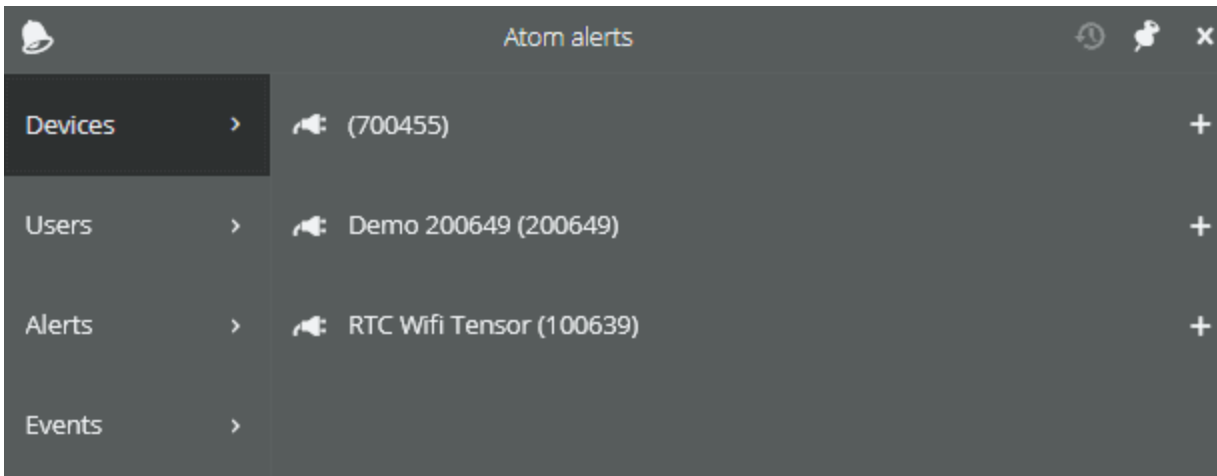 Atom alerts
Devices
(700455)
Users
Demo 200649 (200649)
Alerts
RTC Wifi Tensor (100639)
Events